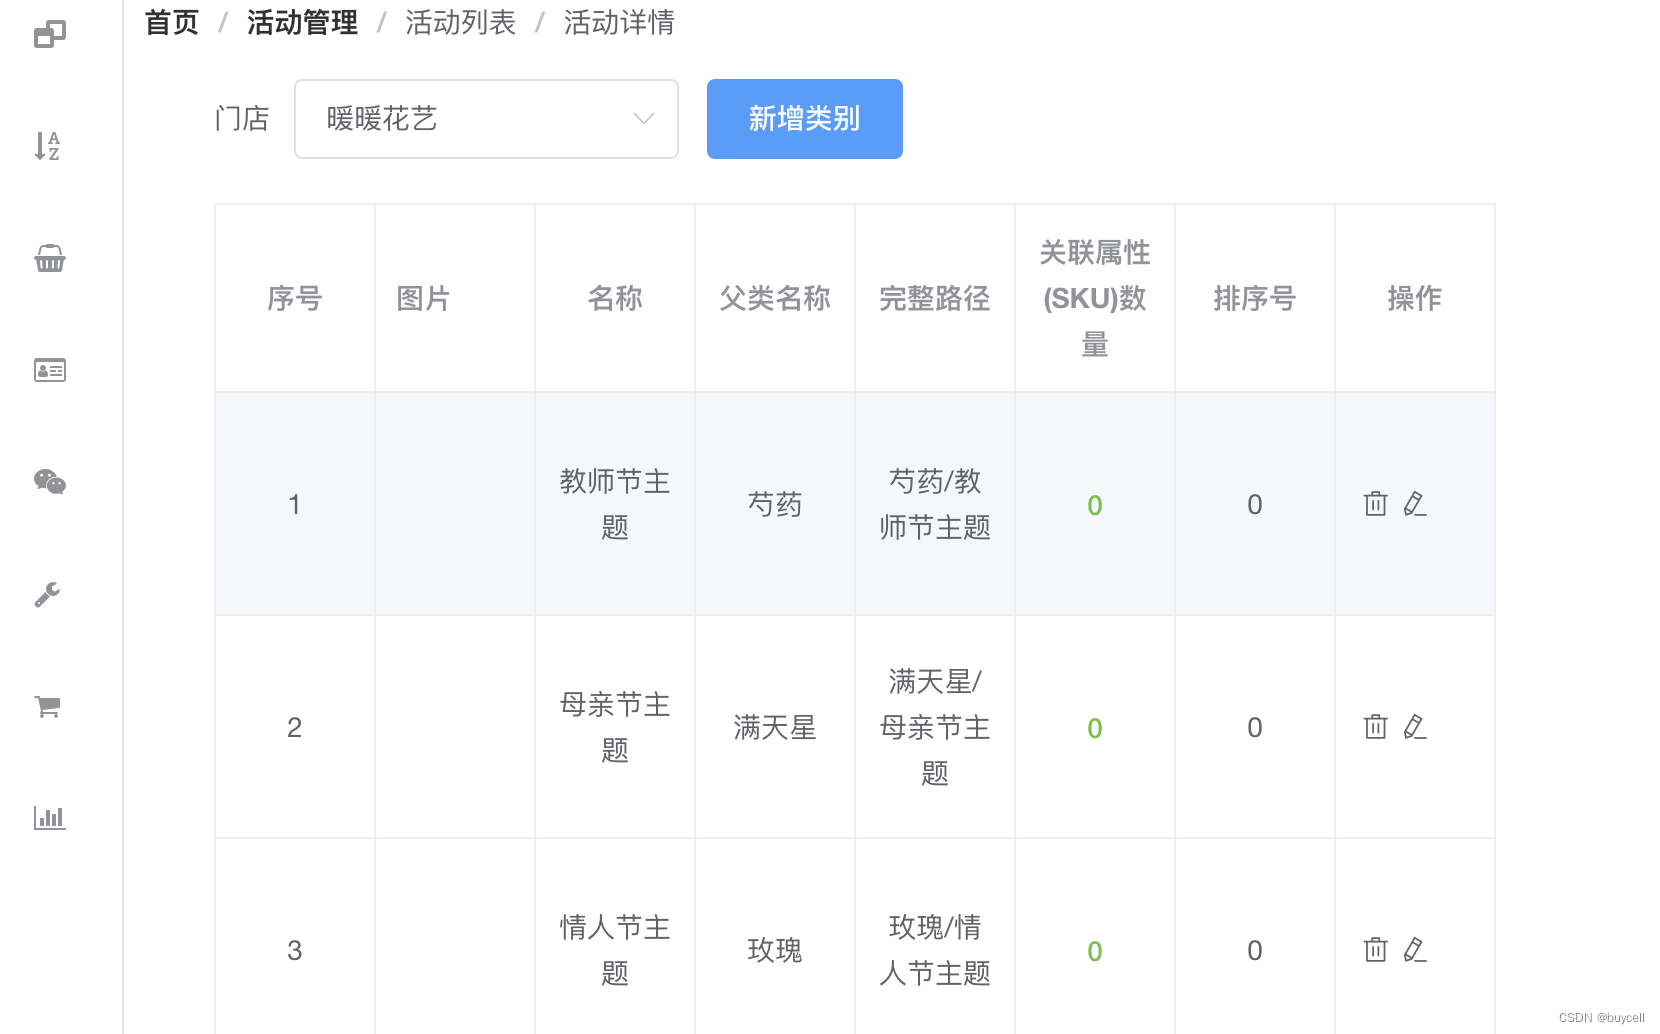 首页 / 活动管理 / 活动列表 / 活动详情
门店 暖暖花艺 新增类别
序号 图片 名称 父类名称 完整路径 关联属性
(SKU)数
量 排序号 操作
1 教师节主
题 芍药 芍药/教
师节主题 0 0
2 母亲节主
题 满天星 满天星/
母亲节主
题 0 0
3 情人节主
题 玫瑰 玫瑰/情
人节主题 0 0
CSDN @buycell